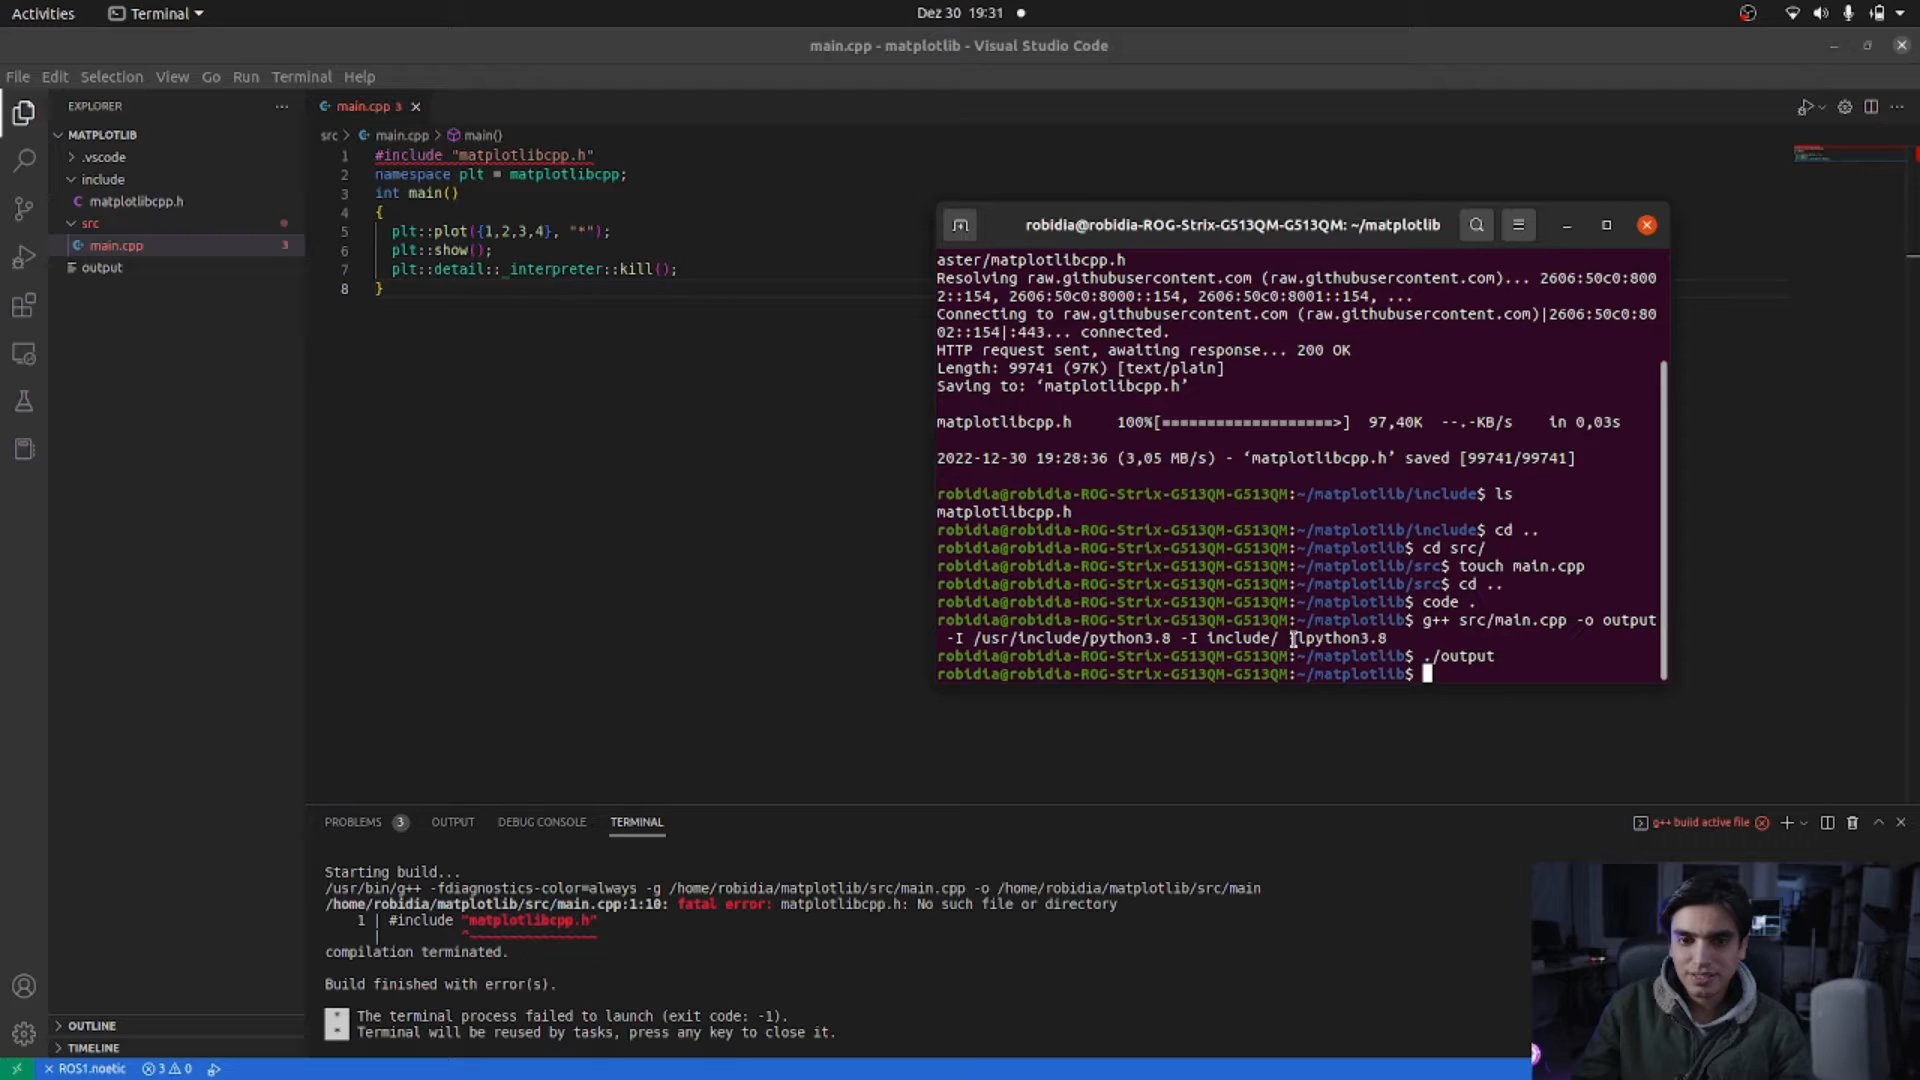 Activities
Terminal
Dez 30 19:31
main.cpp - matplotlib - Visual Studio Code
File Edit Selection View Go Run Terminal Help
EXPLORER
main.cpp 3
MATPLOTLIB
.vscode
include
matplotlibcpp.h
src
main.cpp 3
output
src > main.cpp > main()
1 #include "matplotlibcpp.h"
2 namespace plt = matplotlibcpp;
3 int main()
4 {
5 plt::plot({1,2,3,4}, "*");
6 plt::show();
7 plt::detail::_interpreter::kill();
8 }
robidia@robidia-ROG-Strix-G513QM-G513QM: ~/matplotlib
aster/matplotlibcpp.h
Resolving raw.githubusercontent.com (raw.githubusercontent.com)... 2606:50c0:800
2::154, 2606:50c0:8000::154, 2606:50c0:8001::154, ...
Connecting to raw.githubusercontent.com (raw.githubusercontent.com)|2606:50c0:80
02::154|:443... connected.
HTTP request sent, awaiting response... 200 OK
Length: 99741 (97K) [text/plain]
Saving to: ‘matplotlibcpp.h’
matplotlibcpp.h 100%[===================>] 97,40K --.-KB/s in 0,03s
2022-12-30 19:28:36 (3,05 MB/s) - ‘matplotlibcpp.h’ saved [99741/99741]
robidia@robidia-ROG-Strix-G513QM-G513QM:~/matplotlib/include$ ls
matplotlibcpp.h
robidia@robidia-ROG-Strix-G513QM-G513QM:~/matplotlib/include$ cd ..
robidia@robidia-ROG-Strix-G513QM-G513QM:~/matplotlib$ cd src/
robidia@robidia-ROG-Strix-G513QM-G513QM:~/matplotlib/src$ touch main.cpp
robidia@robidia-ROG-Strix-G513QM-G513QM:~/matplotlib/src$ cd ..
robidia@robidia-ROG-Strix-G513QM-G513QM:~/matplotlib$ code .
robidia@robidia-ROG-Strix-G513QM-G513QM:~/matplotlib$ g++ src/main.cpp -o output
-I /usr/include/python3.8 -I include/ -lpython3.8
robidia@robidia-ROG-Strix-G513QM-G513QM:~/matplotlib$ ./output
robidia@robidia-ROG-Strix-G513QM-G513QM:~/matplotlib$
PROBLEMS 3 OUTPUT DEBUG CONSOLE TERMINAL
g++ build active file
Starting build...
/usr/bin/g++ -fdiagnostics-color=always -g /home/robidia/matplotlib/src/main.cpp -o /home/robidia/matplotlib/src/main
/home/robidia/matplotlib/src/main.cpp:1:10: fatal error: matplotlibcpp.h: No such file or directory
1 | #include "matplotlibcpp.h"
| ^~~~~~~~~~~~~~~~~
compilation terminated.
Build finished with error(s).
* The terminal process failed to launch (exit code: -1).
* Terminal will be reused by tasks, press any key to close it.
OUTLINE
TIMELINE
ROS1.noetic 3 0